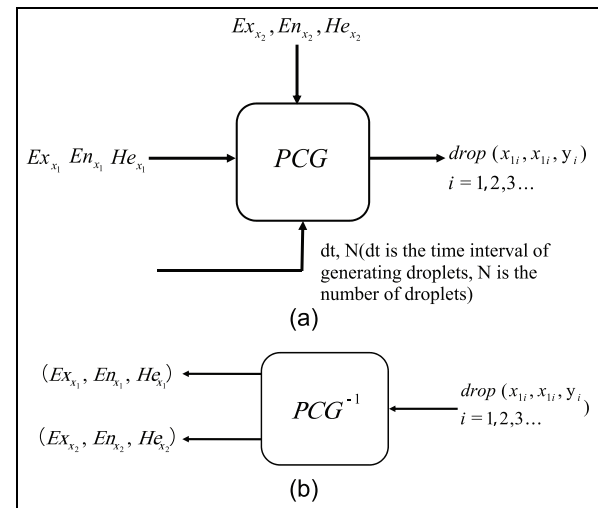 Ex_{x_2}, En_{x_2}, He_{x_2}
Ex_{x_1} En_{x_1} He_{x_1}
PCG
drop (x_{1i}, x_{1i}, y_i)
i = 1,2,3...
dt, N(dt is the time interval of
generating droplets, N is the
number of droplets)
(a)
(Ex_{x_1}, En_{x_1}, He_{x_1})
(Ex_{x_2}, En_{x_2}, He_{x_2})
PCG^{-1}
drop (x_{1i}, x_{1i}, y_i)
i = 1,2,3...
(b)